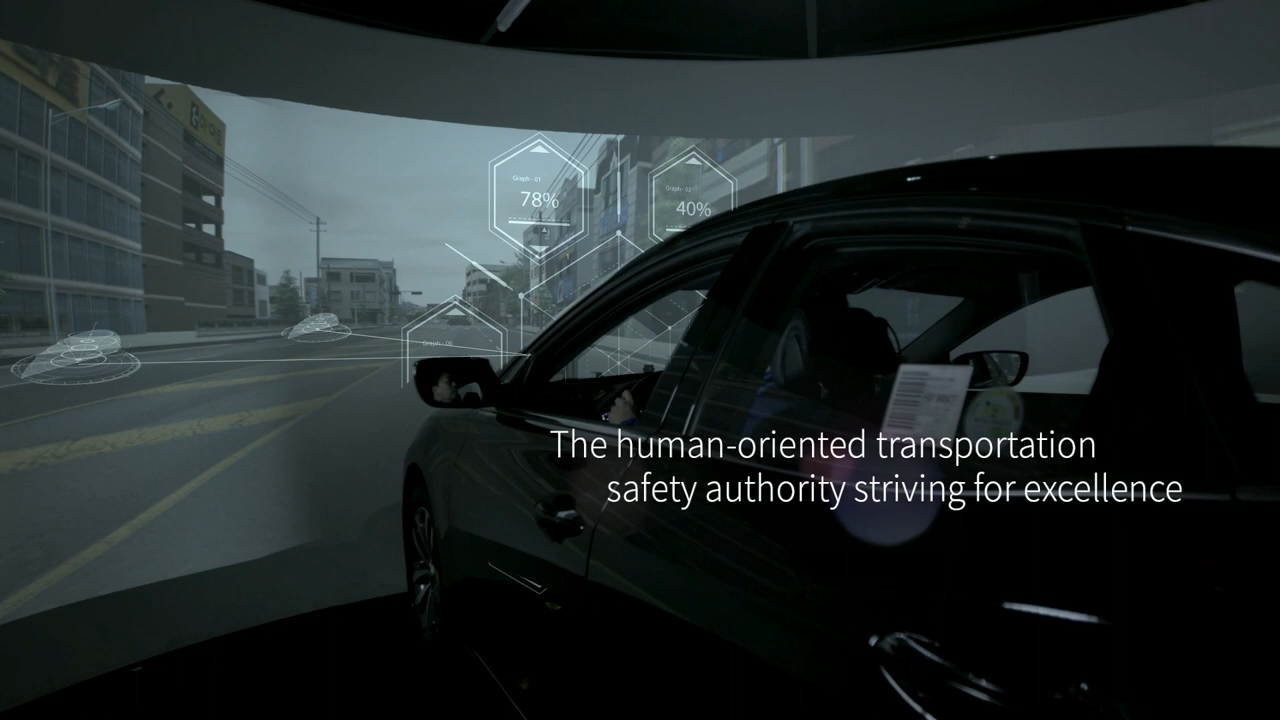 Graph - 01
78%
Graph - 02
40%
The human-oriented transportation
safety authority striving for excellence